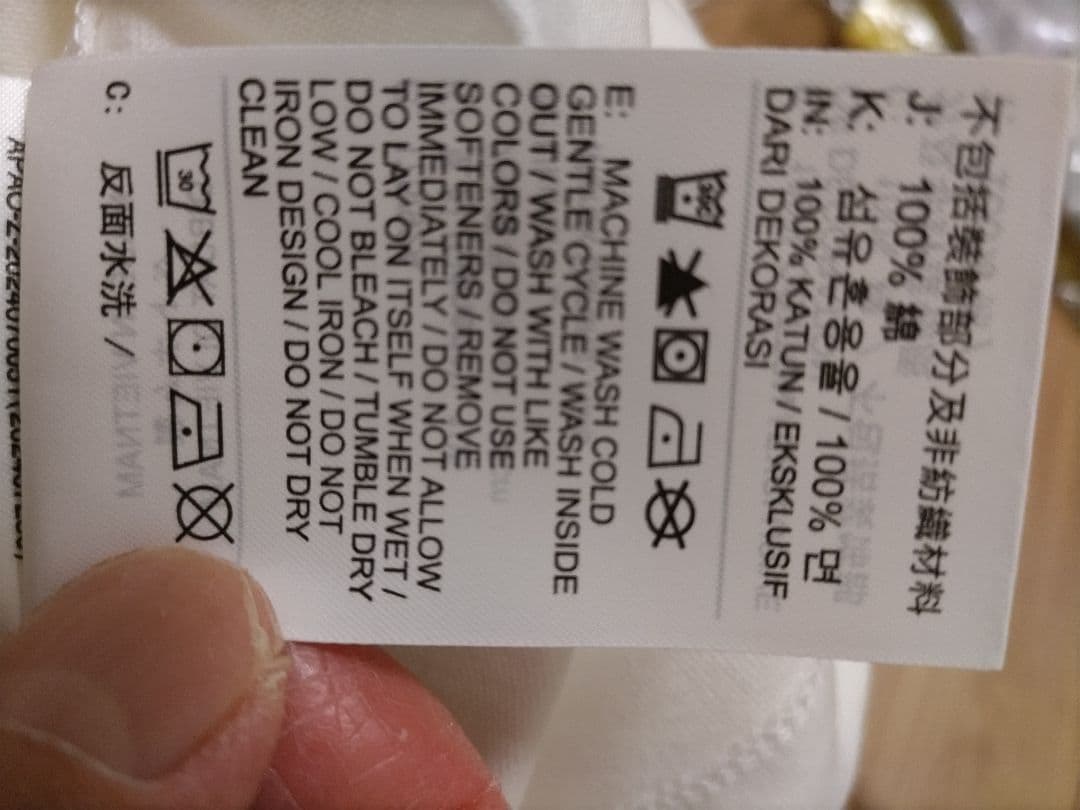 不包括裝飾部分及非紡織材料
J: 100% 綿
K: 섬유혼용율 / 100% 면
IN: 100% KATUN / EKSKLUSIF
DARI DEKORASI
E: MACHINE WASH COLD
GENTLE CYCLE / WASH INSIDE
OUT / WASH WITH LIKE
COLORS / DO NOT USE
SOFTENERS / REMOVE
IMMEDIATELY / DO NOT ALLOW
TO LAY ON ITSELF WHEN WET /
DO NOT BLEACH / TUMBLE DRY
LOW / COOL IRON / DO NOT
IRON DESIGN / DO NOT DRY
CLEAN
30
C: 反面水洗 /